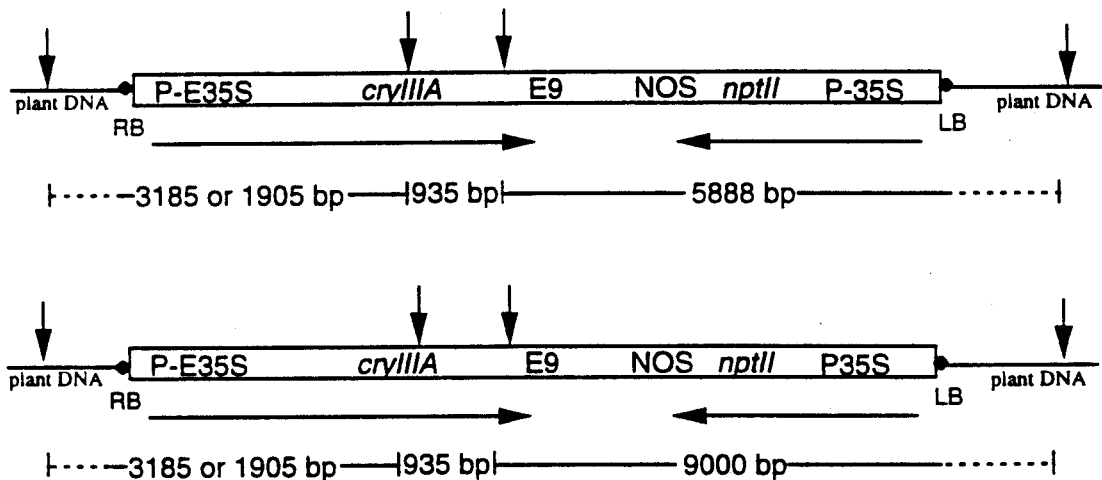 P-E35S cryIIIA E9 NOS nptII P-35S
plant DNA plant DNA
RB LB
3185 or 1905 bp 935 bp 5888 bp
P-E35S cryIIIA E9 NOS nptII P35S
plant DNA plant DNA
RB LB
3185 or 1905 bp 935 bp 9000 bp